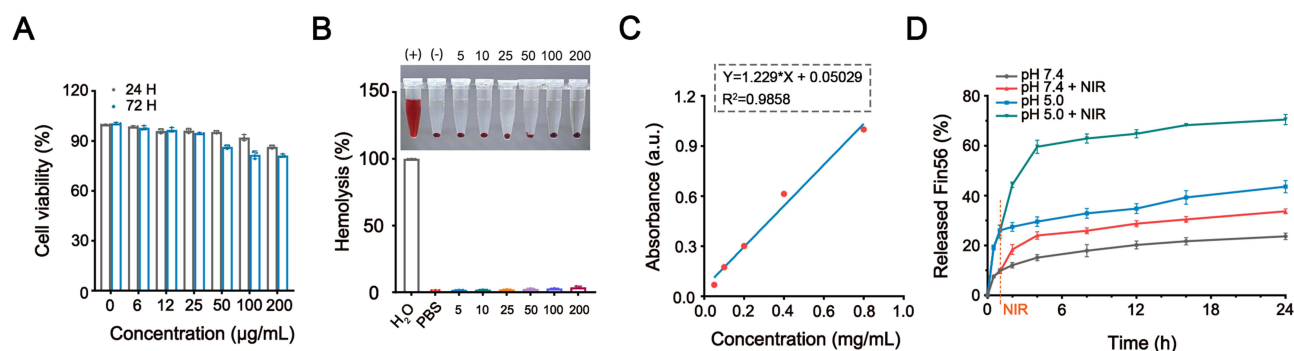 A
24 H
72 H
120
90
60
30
0
Cell viability (%)
0 6 12 25 50 100 200
Concentration (µg/mL)
B
(+) (-) 5 10 25 50 100 200
150
100
50
0
Hemolysis (%)
H₂O PBS 5 10 25 50 100 200
C
Y=1.229*X + 0.05029
R²=0.9858
1.2
0.9
0.6
0.3
0.0
Absorbance (a.u.)
0.0 0.2 0.4 0.6 0.8 1.0
Concentration (mg/mL)
D
pH 7.4
pH 7.4 + NIR
pH 5.0
pH 5.0 + NIR
80
60
40
20
0
Released Fin56 (%)
NIR
0 4 8 12 16 20 24
Time (h)